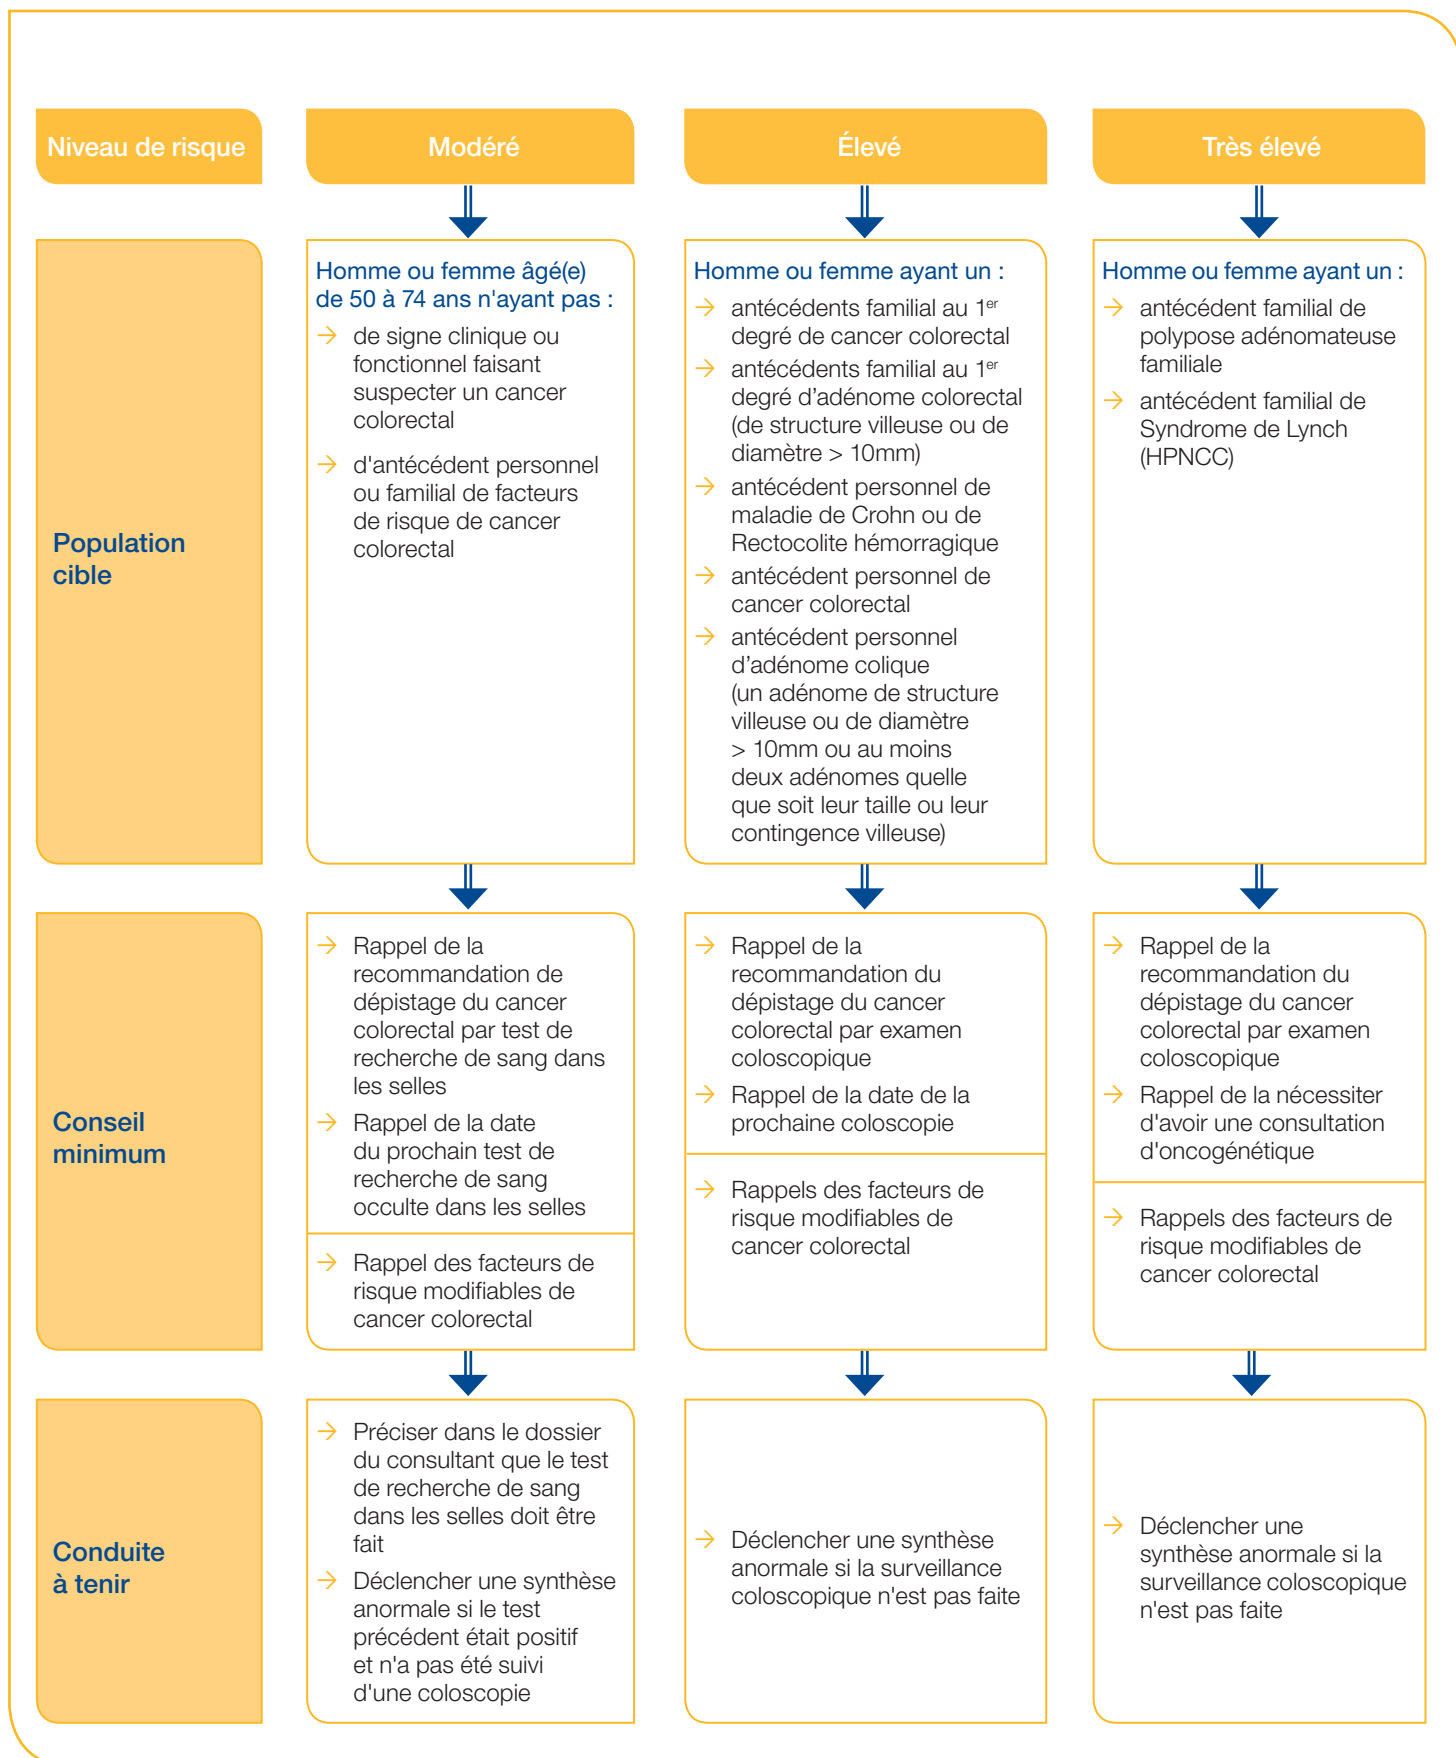 Niveau de risque
Modéré
Élevé
Très élevé
Population
cible
Homme ou femme âgé(e)
de 50 à 74 ans n'ayant pas :
→ de signe clinique ou
fonctionnel faisant
suspecter un cancer
colorectal
→ d'antécédent personnel
ou familial de facteurs
de risque de cancer
colorectal
Homme ou femme ayant un :
→ antécédents familial au 1er
degré de cancer colorectal
→ antécédents familial au 1er
degré d’adénome colorectal
(de structure villeuse ou de
diamètre > 10mm)
→ antécédent personnel de
maladie de Crohn ou de
Rectocolite hémorragique
→ antécédent personnel de
cancer colorectal
→ antécédent personnel
d’adénome colique
(un adénome de structure
villeuse ou de diamètre
> 10mm ou au moins
deux adénomes quelle
que soit leur taille ou leur
contingence villeuse)
Homme ou femme ayant un :
→ antécédent familial de
polypose adénomateuse
familiale
→ antécédent familial de
Syndrome de Lynch
(HPNCC)
Conseil
minimum
→ Rappel de la
recommandation de
dépistage du cancer
colorectal par test de
recherche de sang dans
les selles
→ Rappel de la date
du prochain test de
recherche de sang
occulte dans les selles
→ Rappel des facteurs de
risque modifiables de
cancer colorectal
→ Rappel de la
recommandation du
dépistage du cancer
colorectal par examen
coloscopique
→ Rappel de la date de la
prochaine coloscopie
→ Rappels des facteurs de
risque modifiables de
cancer colorectal
→ Rappel de la
recommandation du
dépistage du cancer
colorectal par examen
coloscopique
→ Rappel de la nécessiter
d'avoir une consultation
d'oncogénétique
→ Rappels des facteurs de
risque modifiables de
cancer colorectal
Conduite
à tenir
→ Préciser dans le dossier
du consultant que le test
de recherche de sang
dans les selles doit être
fait
→ Déclencher une synthèse
anormale si le test
précédent était positif
et n'a pas été suivi
d'une coloscopie
→ Déclencher une synthèse
anormale si la surveillance
coloscopique n'est pas faite
→ Déclencher une
synthèse anormale si la
surveillance coloscopique
n'est pas faite